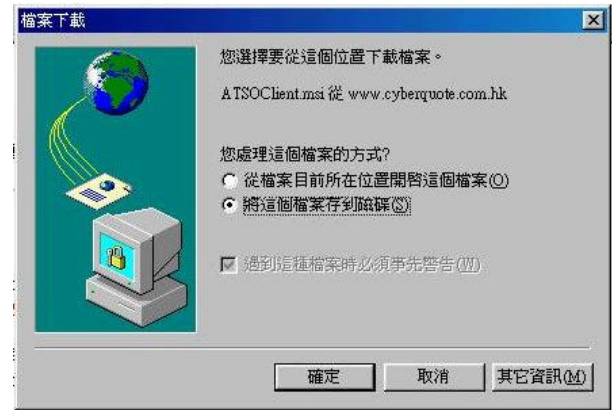 檔案下載
您選擇要從這個位置下載檔案。
ATSOClient.msi 從 www.cyberquote.com.hk
您處理這個檔案的方式?
從檔案目前所在位置開啓這個檔案(O)
將這個檔案存到磁碟(S)
遇到這種檔案時必須事先警告(W)
確定
取消
其它資訊(M)